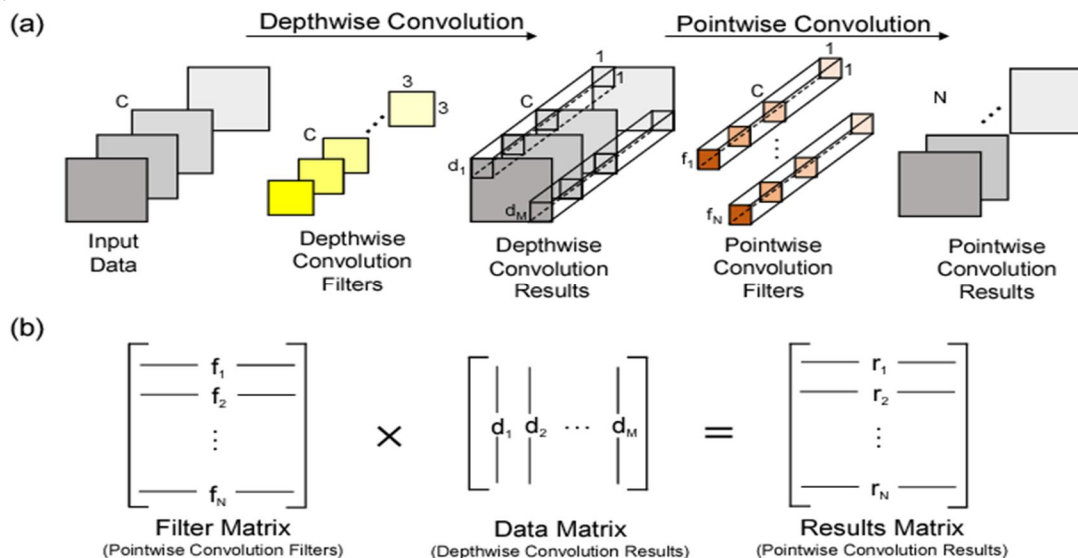 (a)
Depthwise Convolution
Pointwise Convolution
C
C
3
3
C
1
1
d1
dM
C
1
1
f1
fN
N
Input
Data
Depthwise
Convolution
Filters
Depthwise
Convolution
Results
Pointwise
Convolution
Filters
Pointwise
Convolution
Results
(b)
f1
f2
fN
×
d1 d2 ... dM
=
r1
r2
rN
Filter Matrix
(Pointwise Convolution Filters)
Data Matrix
(Depthwise Convolution Results)
Results Matrix
(Pointwise Convolution Results)